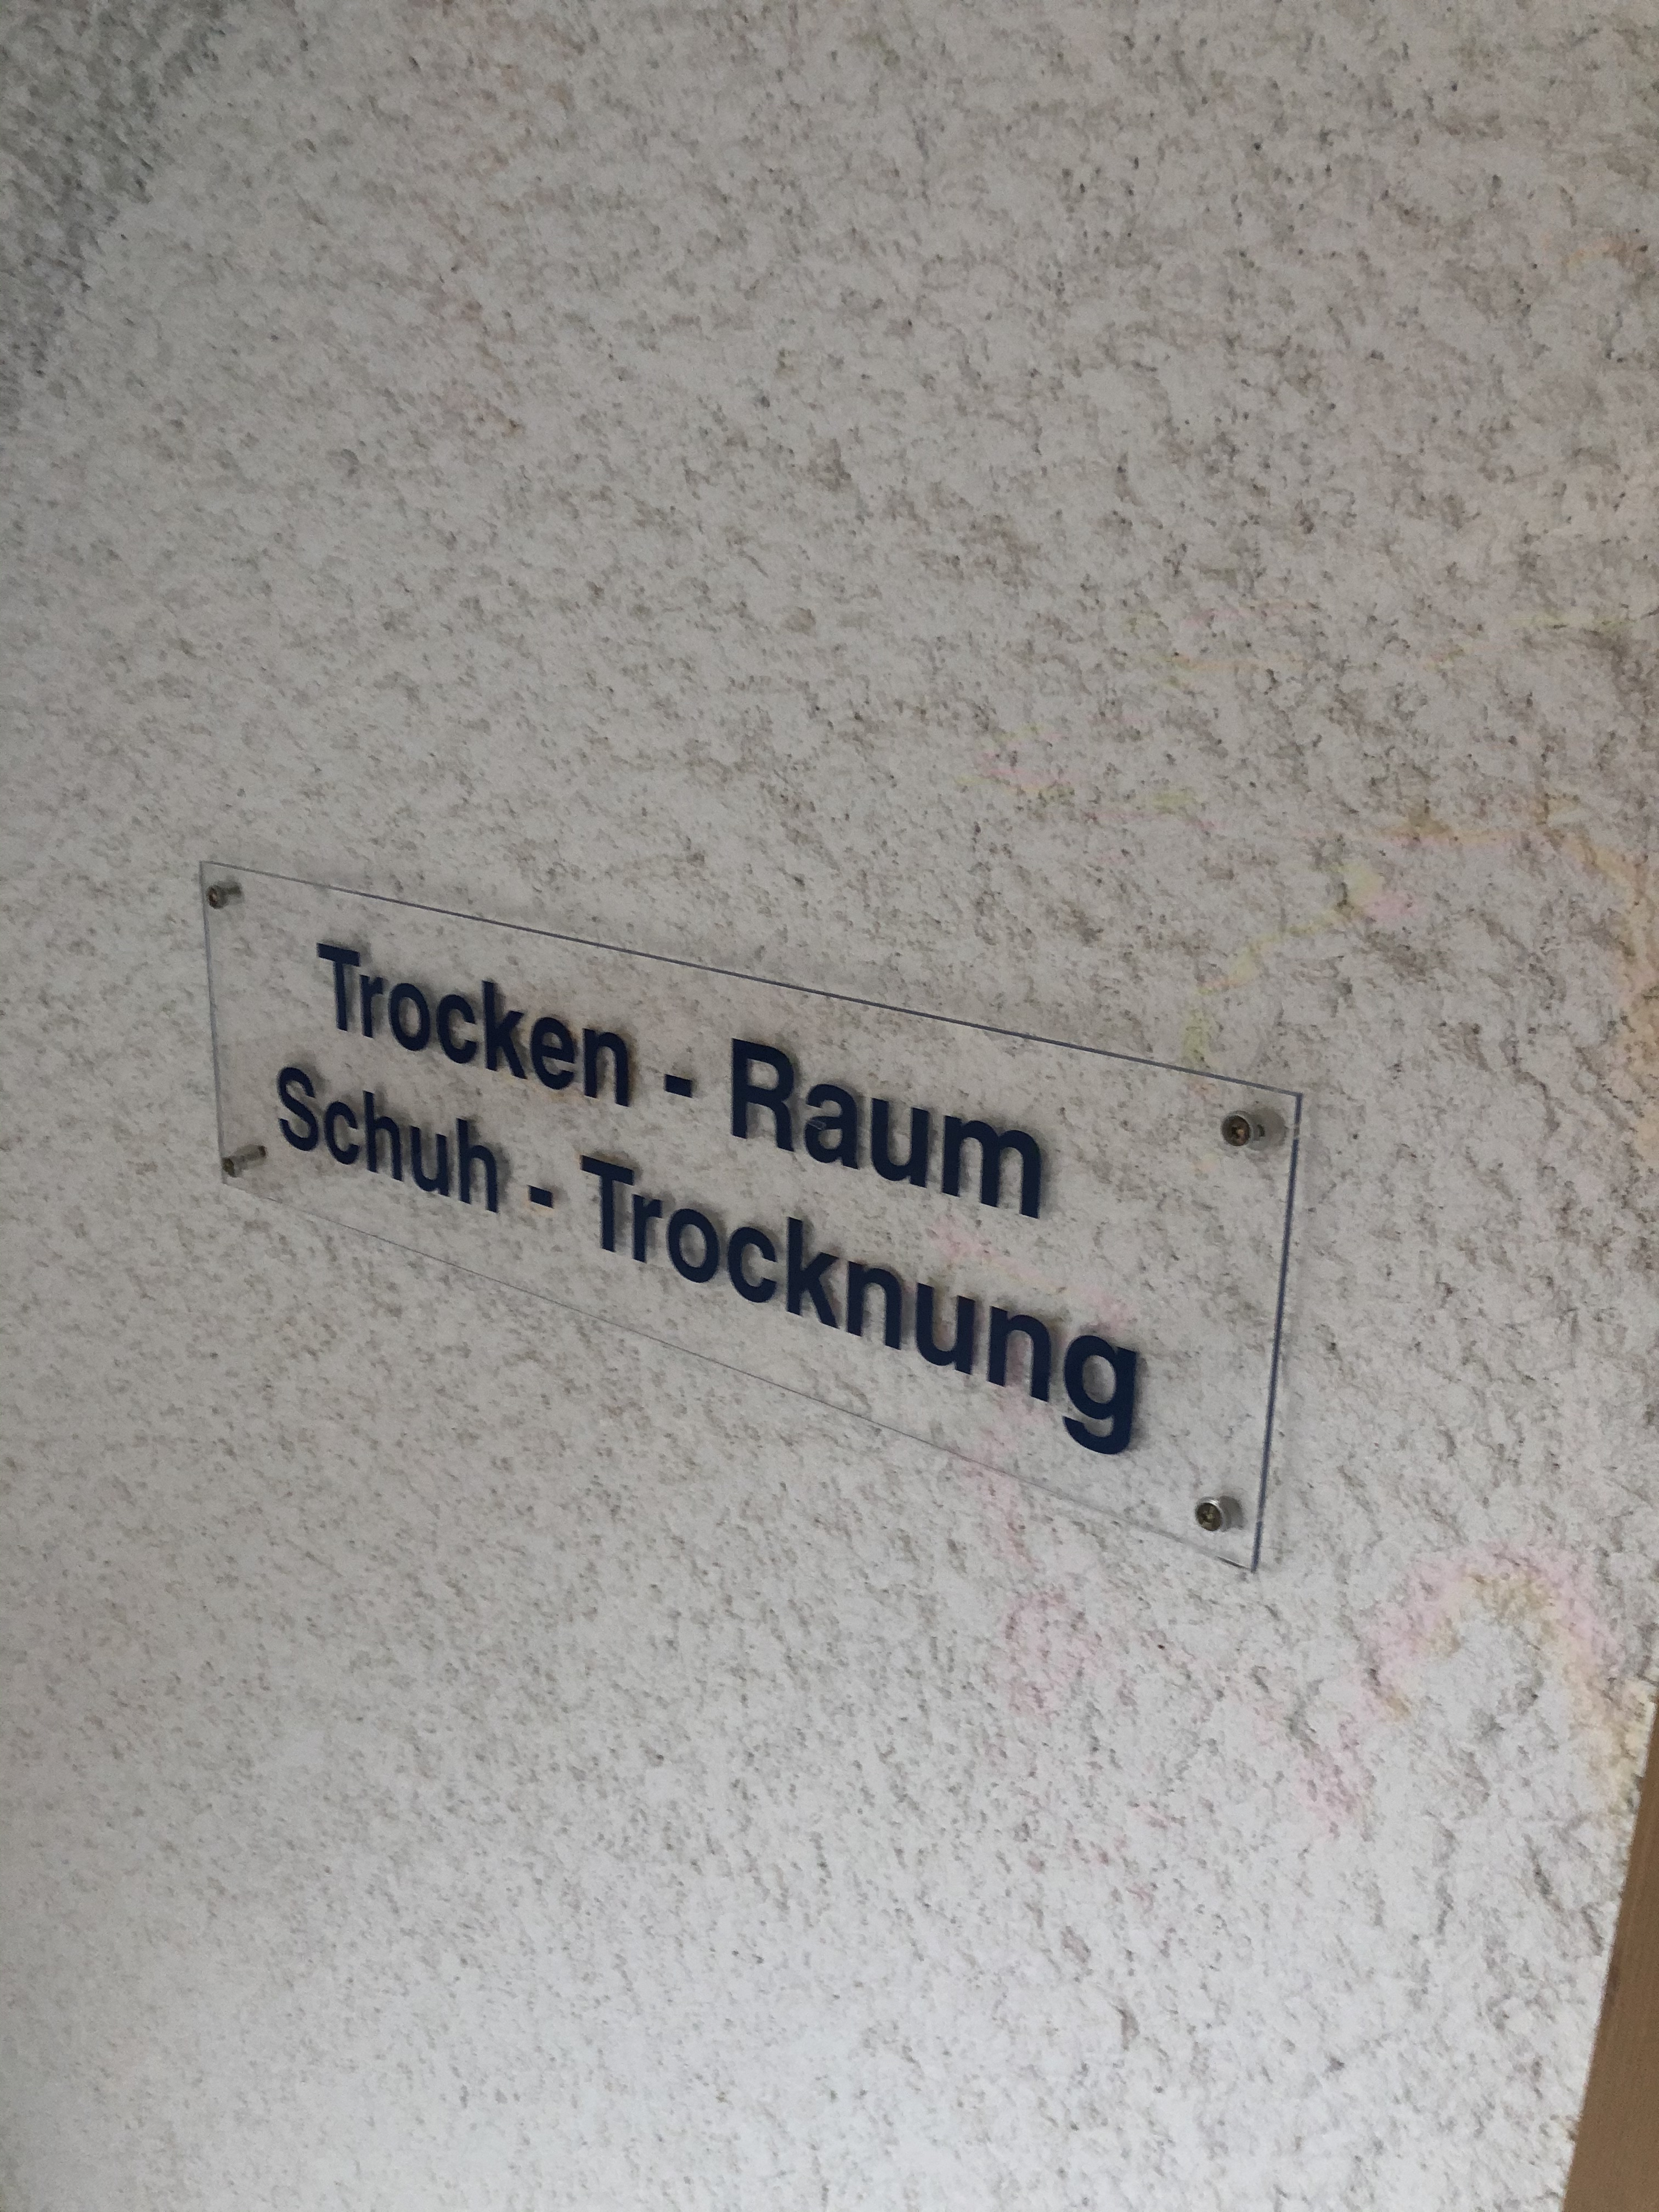 Trocken - Raum
Schuh - Trocknung